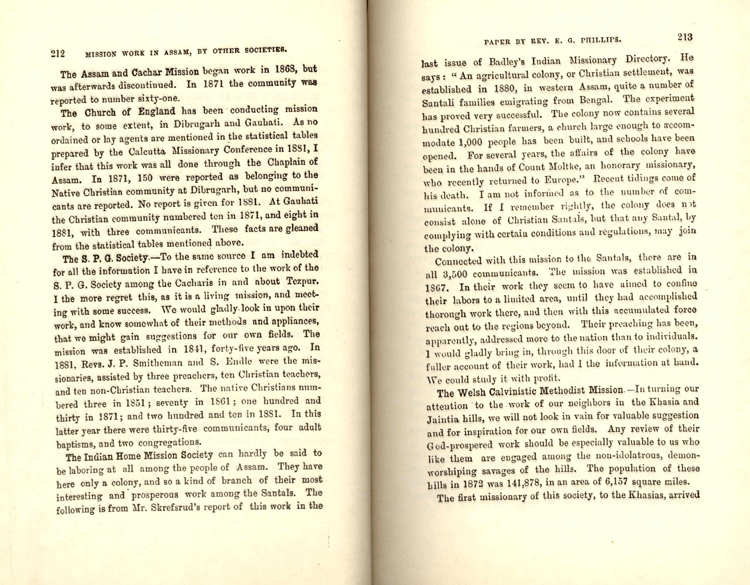 212 MISSION WORK IN ASSAM, BY OTHER SOCIETIES.
The Assam and Cachar Mission began work in 1863, but
was afterwards discontinued. In 1871 the community was
reported to number sixty-one.
The Church of England has been conducting mission
work, to some extent, in Dibrugarh and Gauhati. As no
ordained or lay agents are mentioned in the statistical tables
prepared by the Calcutta Missionary Conference in 1881, I
infer that this work was all done through the Chaplain of
Assam. In 1871, 150 were reported as belonging to the
Native Christian community at Dibrugarh, but no communi-
cants are reported. No report is given for 1881. At Gauhati
the Christian community numbered ten in 1871, and eight in
1881, with three communicants. These facts are gleaned
from the statistical tables mentioned above.
The S. P. G. Society.—To the same source I am indebted
for all the information I have in reference to the work of the
S. P. G. Society among the Cacharis in and about Tezpur.
I the more regret this, as it is a living mission, and meet-
ing with some success. We would gladly look in upon their
work, and know somewhat of their methods and appliances,
that we might gain suggestions for our own fields. The
mission was established in 1841, forty-five years ago. In
1881, Revs. J. P. Smitheman and S. Endle were the mis-
sionaries, assisted by three preachers, ten Christian teachers,
and ten non-Christian teachers. The native Christians num-
bered three in 1851; seventy in 1861; one hundred and
thirty in 1871; and two hundred and ten in 1881. In this
latter year there were thirty-five communicants, four adult
baptisms, and two congregations.
The Indian Home Mission Society can hardly be said to
be laboring at all among the people of Assam. They have
here only a colony, and so a kind of branch of their most
interesting and prosperous work among the Santals. The
following is from Mr. Skrefsrud's report of this work in the
PAPER BY REV. E. G. PHILLIPS. 213
last issue of Badley's Indian Missionary Directory. He
says: "An agricultural colony, or Christian settlement, was
established in 1880, in western Assam, quite a number of
Santali families emigrating from Bengal. The experiment
has proved very successful. The colony now contains several
hundred Christian farmers, a church large enough to accom-
modate 1,000 people has been built, and schools have been
opened. For several years, the affairs of the colony have
been in the hands of Count Moltke, an honorary missionary,
who recently returned to Europe." Recent tidings come of
his death. I am not informed as to the number of com-
municants. If I remember rightly, the colony does not
consist alone of Christian Santals, but that any Santal, by
complying with certain conditions and regulations, may join
the colony.
Connected with this mission to the Santals, there are in
all 3,500 communicants. The mission was established in
1867. In their work they seem to have aimed to confine
their labors to a limited area, until they had accomplished
thorough work there, and then with this accumulated force
reach out to the regions beyond. Their preaching has been,
apparently, addressed more to the nation than to individuals.
I would gladly bring in, through this door of their colony, a
fuller account of their work, had I the information at hand.
We could study it with profit.
The Welsh Calvinistic Methodist Mission.—In turning our
attention to the work of our neighbors in the Khasia and
Jaintia hills, we will not look in vain for valuable suggestion
and for inspiration for our own fields. Any review of their
God-prospered work should be especially valuable to us who
like them are engaged among the non-idolatrous, demon-
worshiping savages of the hills. The population of these
hills in 1872 was 141,878, in an area of 6,157 square miles.
The first missionary of this society, to the Khasias, arrived